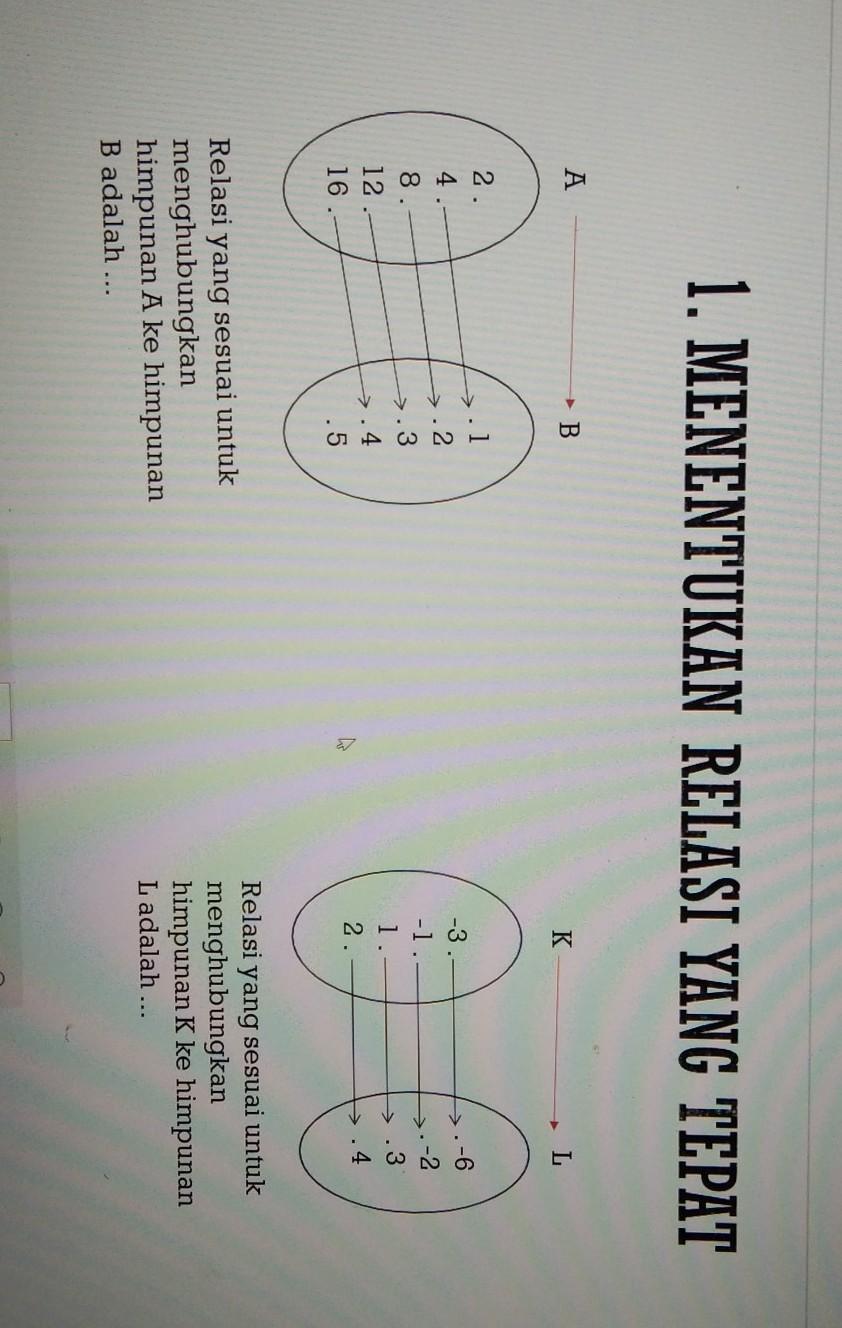 1. MENENTUKAN RELASI YANG TEPAT
A
B
2 .
4 .
8 .
12 .
16 .
. 1
. 2
. 3
. 4
. 5
Relasi yang sesuai untuk
menghubungkan
himpunan A ke himpunan
B adalah ...
K
L
-3 .
-1 .
1 .
2 .
. -6
. -2
. 3
. 4
Relasi yang sesuai untuk
menghubungkan
himpunan K ke himpunan
L adalah ...